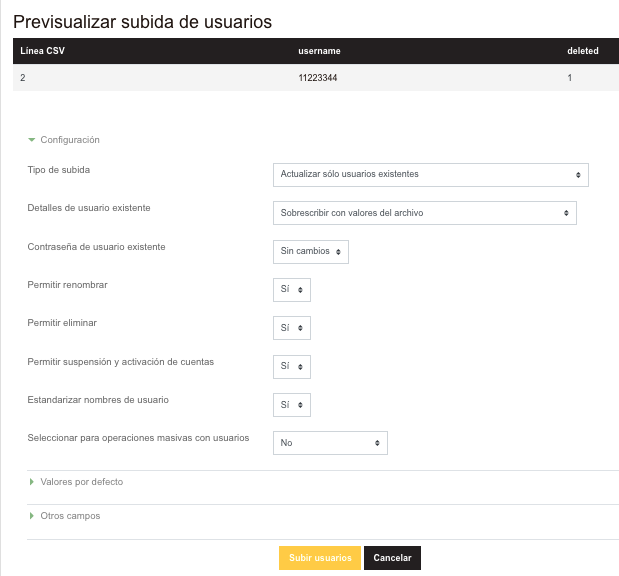 Previsualizar subida de usuarios
Línea CSV username deleted
2 11223344 1
Configuración
Tipo de subida Actualizar sólo usuarios existentes
Detalles de usuario existente Sobrescribir con valores del archivo
Contraseña de usuario existente Sin cambios
Permitir renombrar Sí
Permitir eliminar Sí
Permitir suspensión y activación de cuentas Sí
Estandarizar nombres de usuario Sí
Seleccionar para operaciones masivas con usuarios No
Valores por defecto
Otros campos
Subir usuarios Cancelar